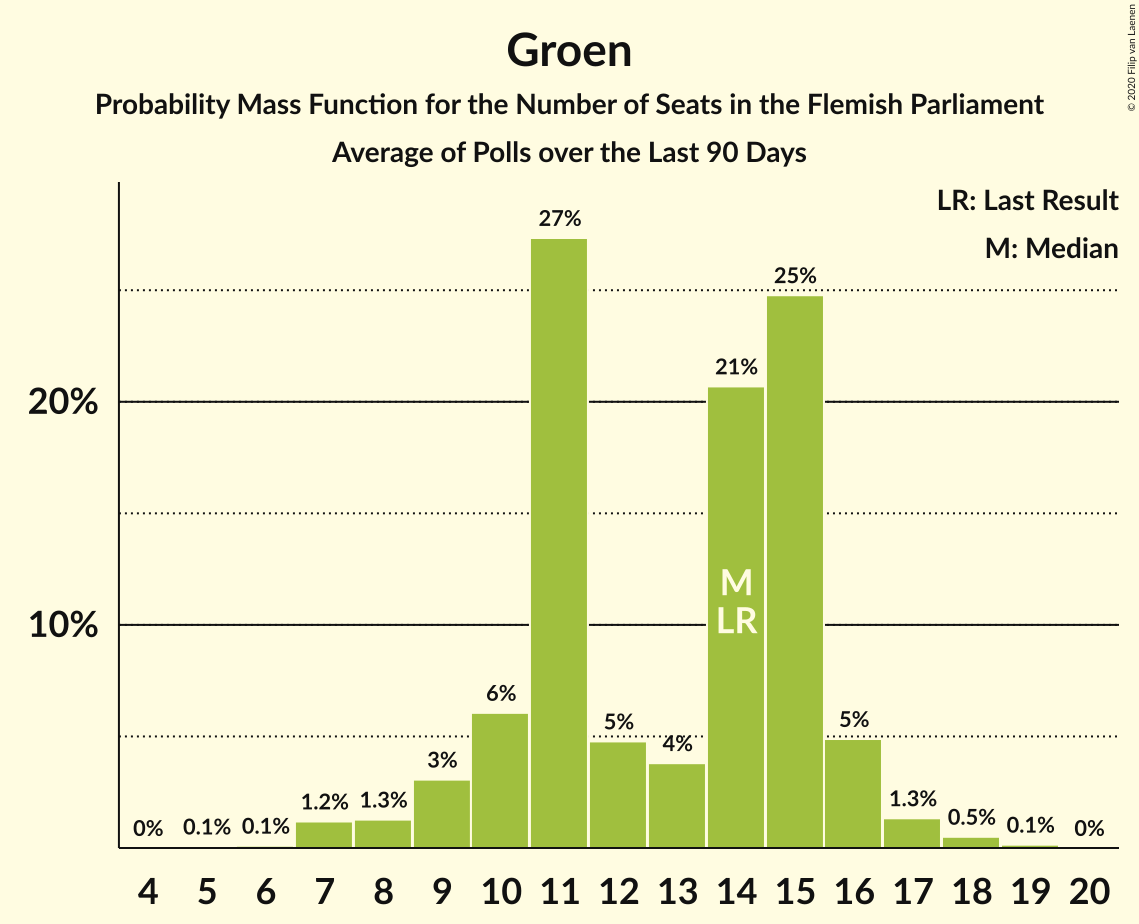 Groen
Probability Mass Function for the Number of Seats in the Flemish Parliament
Average of Polls over the Last 90 Days
© 2020 Filip van Laenen
LR: Last Result
M: Median
27%
25%
21%
20%
M
LR
10%
6%
5%
4%
5%
3%
1.2%
1.3%
1.3%
0.5%
0%
0.1%
0.1%
0.1%
0%
4 5 6 7 8 9 10 11 12 13 14 15 16 17 18 19 20